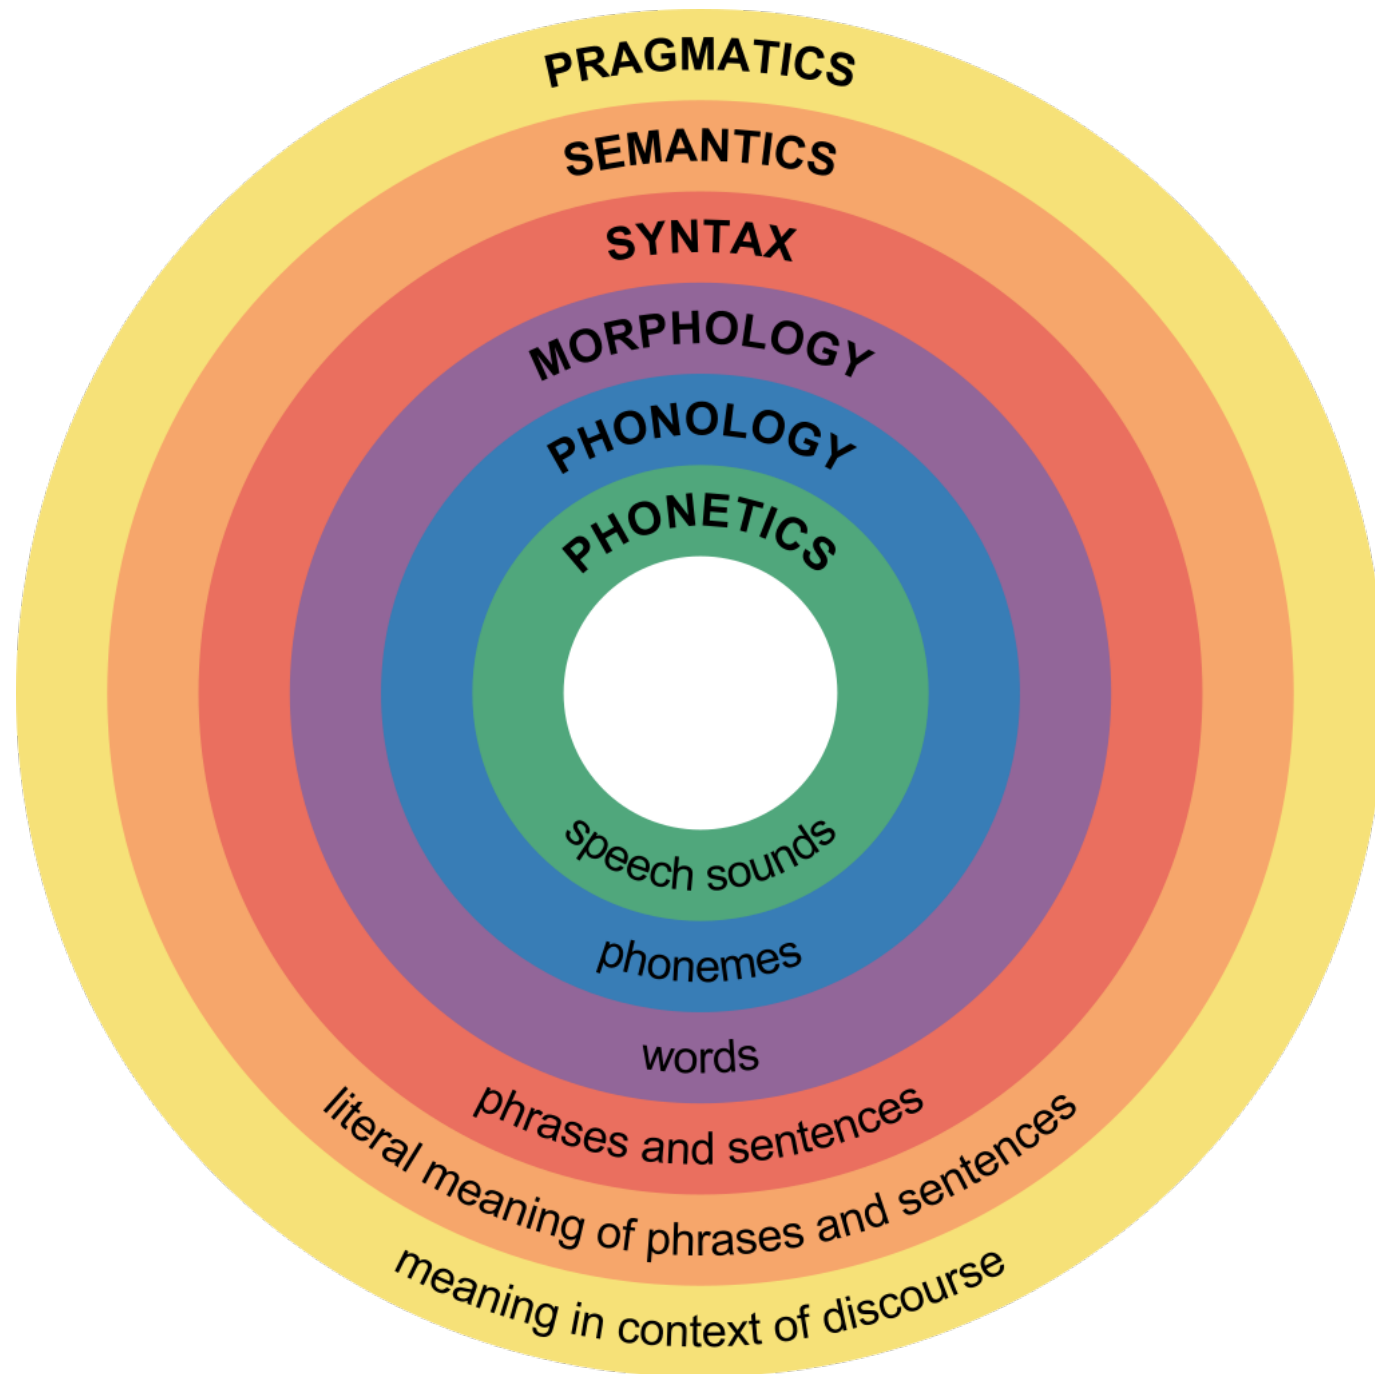 PRAGMATICS
SEMANTICS
SYNTAX
MORPHOLOGY
PHONOLOGY
PHONETICS
speech sounds
phonemes
words
phrases and sentences
literal meaning of phrases and sentences
meaning in context of discourse